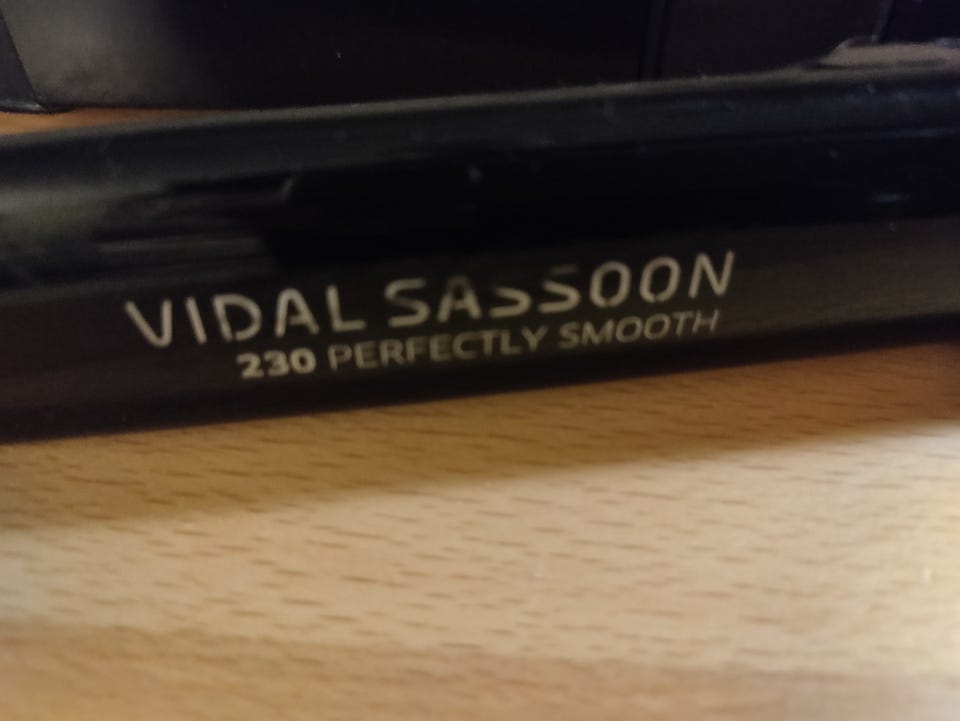 VIDAL SASSOON
230 PERFECTLY SMOOTH